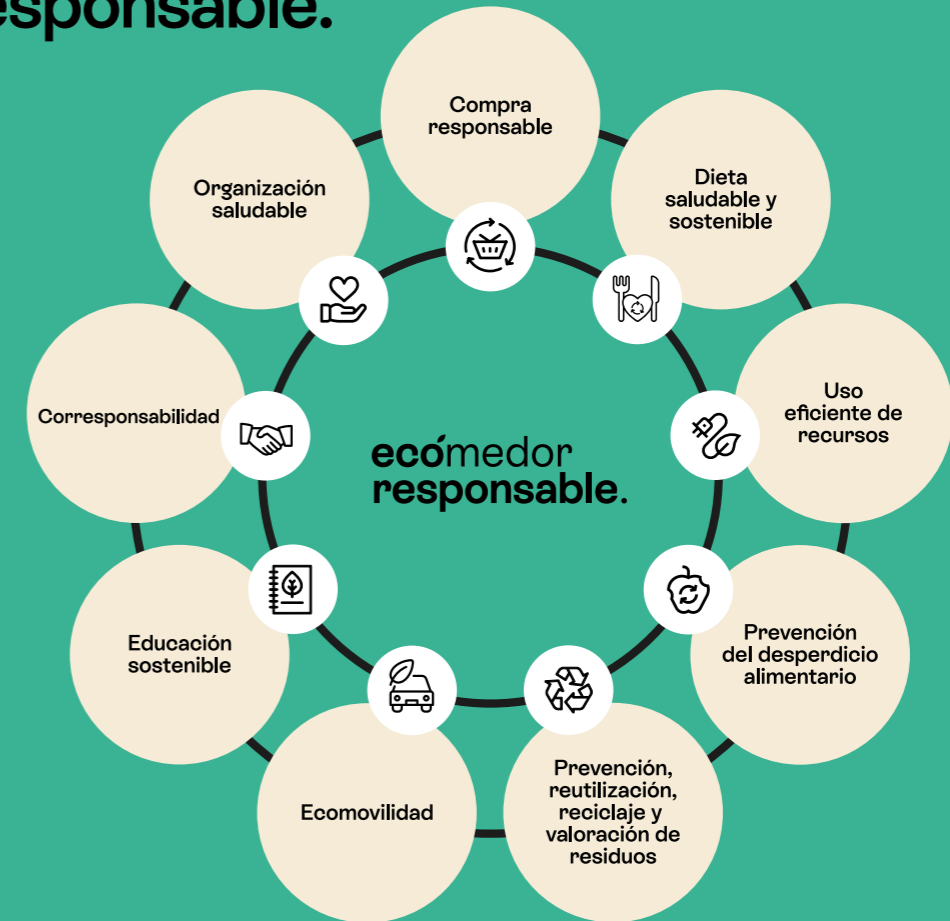 esponsable.
Compra
responsable
Dieta
saludable y
sostenible
Uso
eficiente de
recursos
Prevención
del desperdicio
alimentario
Prevención,
reutilización,
reciclaje y
valoración de
residuos
Ecomovilidad
Educación
sostenible
Corresponsabilidad
Organización
saludable
ecómedor
responsable.